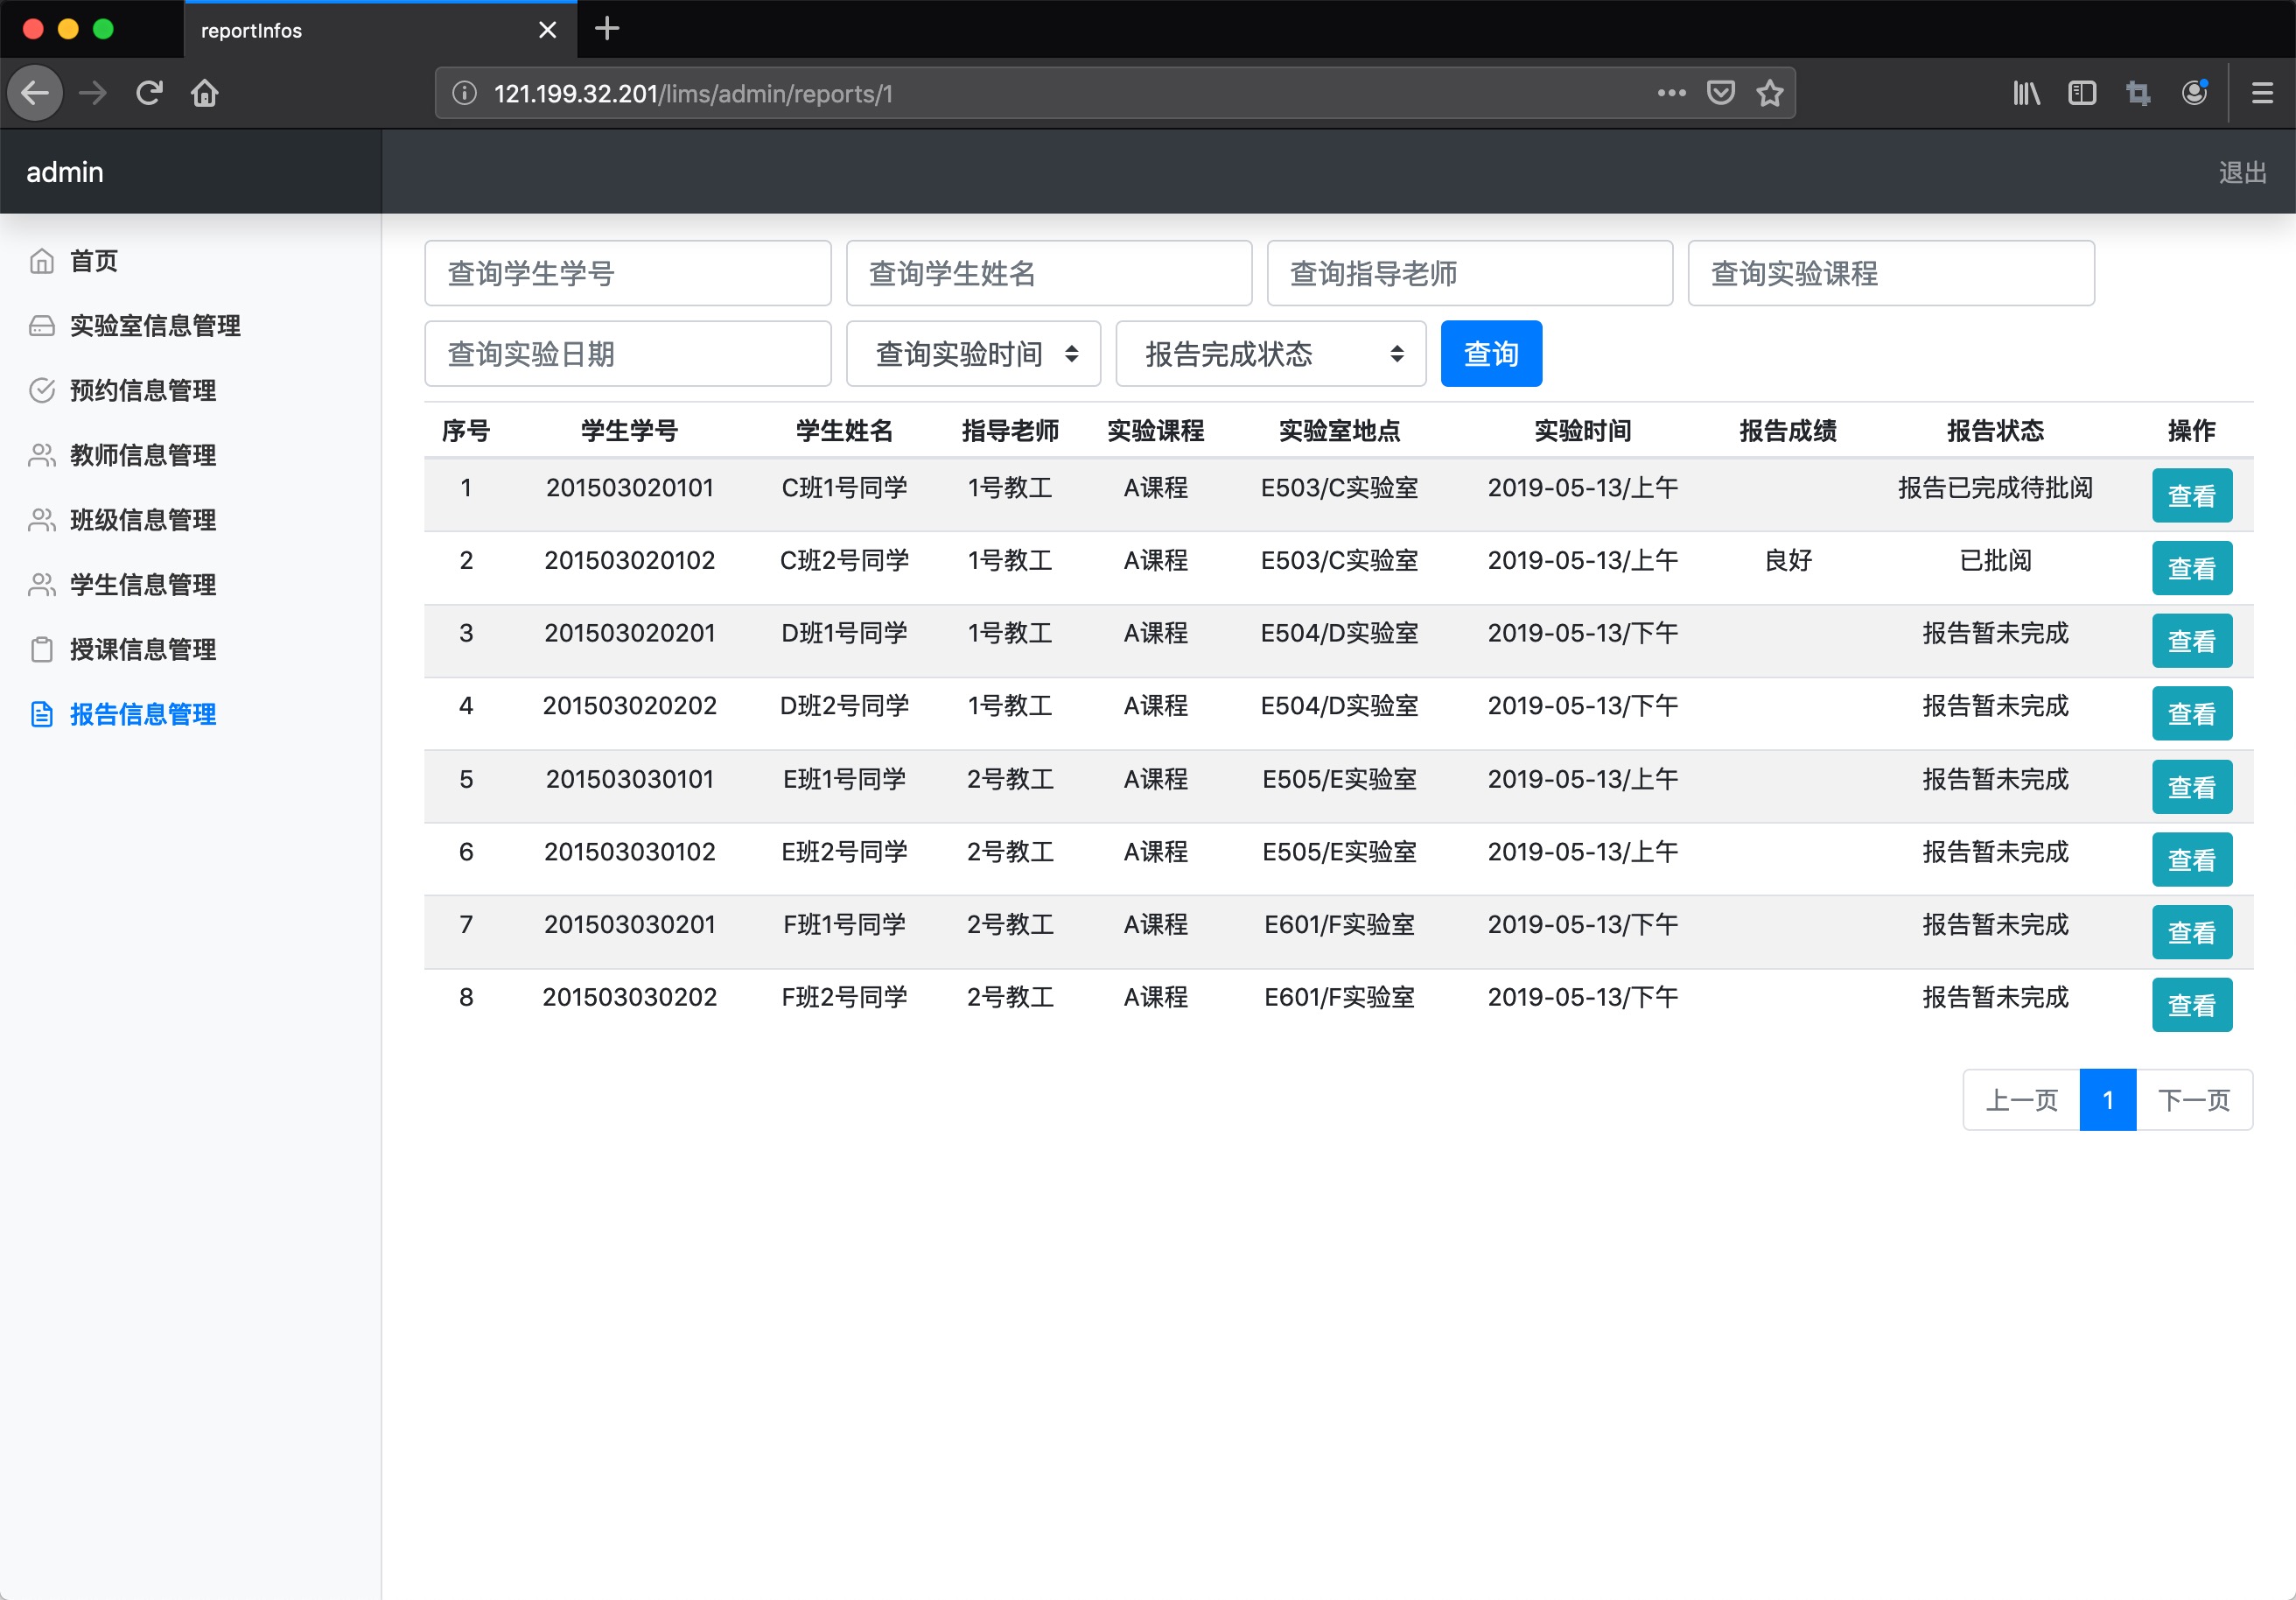 reportInfos
121.199.32.201/lims/admin/reports/1
admin
退出
首页
实验室信息管理
预约信息管理
教师信息管理
班级信息管理
学生信息管理
授课信息管理
报告信息管理
查询学生学号 查询学生姓名 查询指导老师 查询实验课程
查询实验日期 查询实验时间 报告完成状态 查询
序号 学生学号 学生姓名 指导老师 实验课程 实验室地点 实验时间 报告成绩 报告状态 操作
1 201503020101 C班1号同学 1号教工 A课程 E503/C实验室 2019-05-13/上午 报告已完成待批阅 查看
2 201503020102 C班2号同学 1号教工 A课程 E503/C实验室 2019-05-13/上午 良好 已批阅 查看
3 201503020201 D班1号同学 1号教工 A课程 E504/D实验室 2019-05-13/下午 报告暂未完成 查看
4 201503020202 D班2号同学 1号教工 A课程 E504/D实验室 2019-05-13/下午 报告暂未完成 查看
5 201503030101 E班1号同学 2号教工 A课程 E505/E实验室 2019-05-13/上午 报告暂未完成 查看
6 201503030102 E班2号同学 2号教工 A课程 E505/E实验室 2019-05-13/上午 报告暂未完成 查看
7 201503030201 F班1号同学 2号教工 A课程 E601/F实验室 2019-05-13/下午 报告暂未完成 查看
8 201503030202 F班2号同学 2号教工 A课程 E601/F实验室 2019-05-13/下午 报告暂未完成 查看
上一页 1 下一页